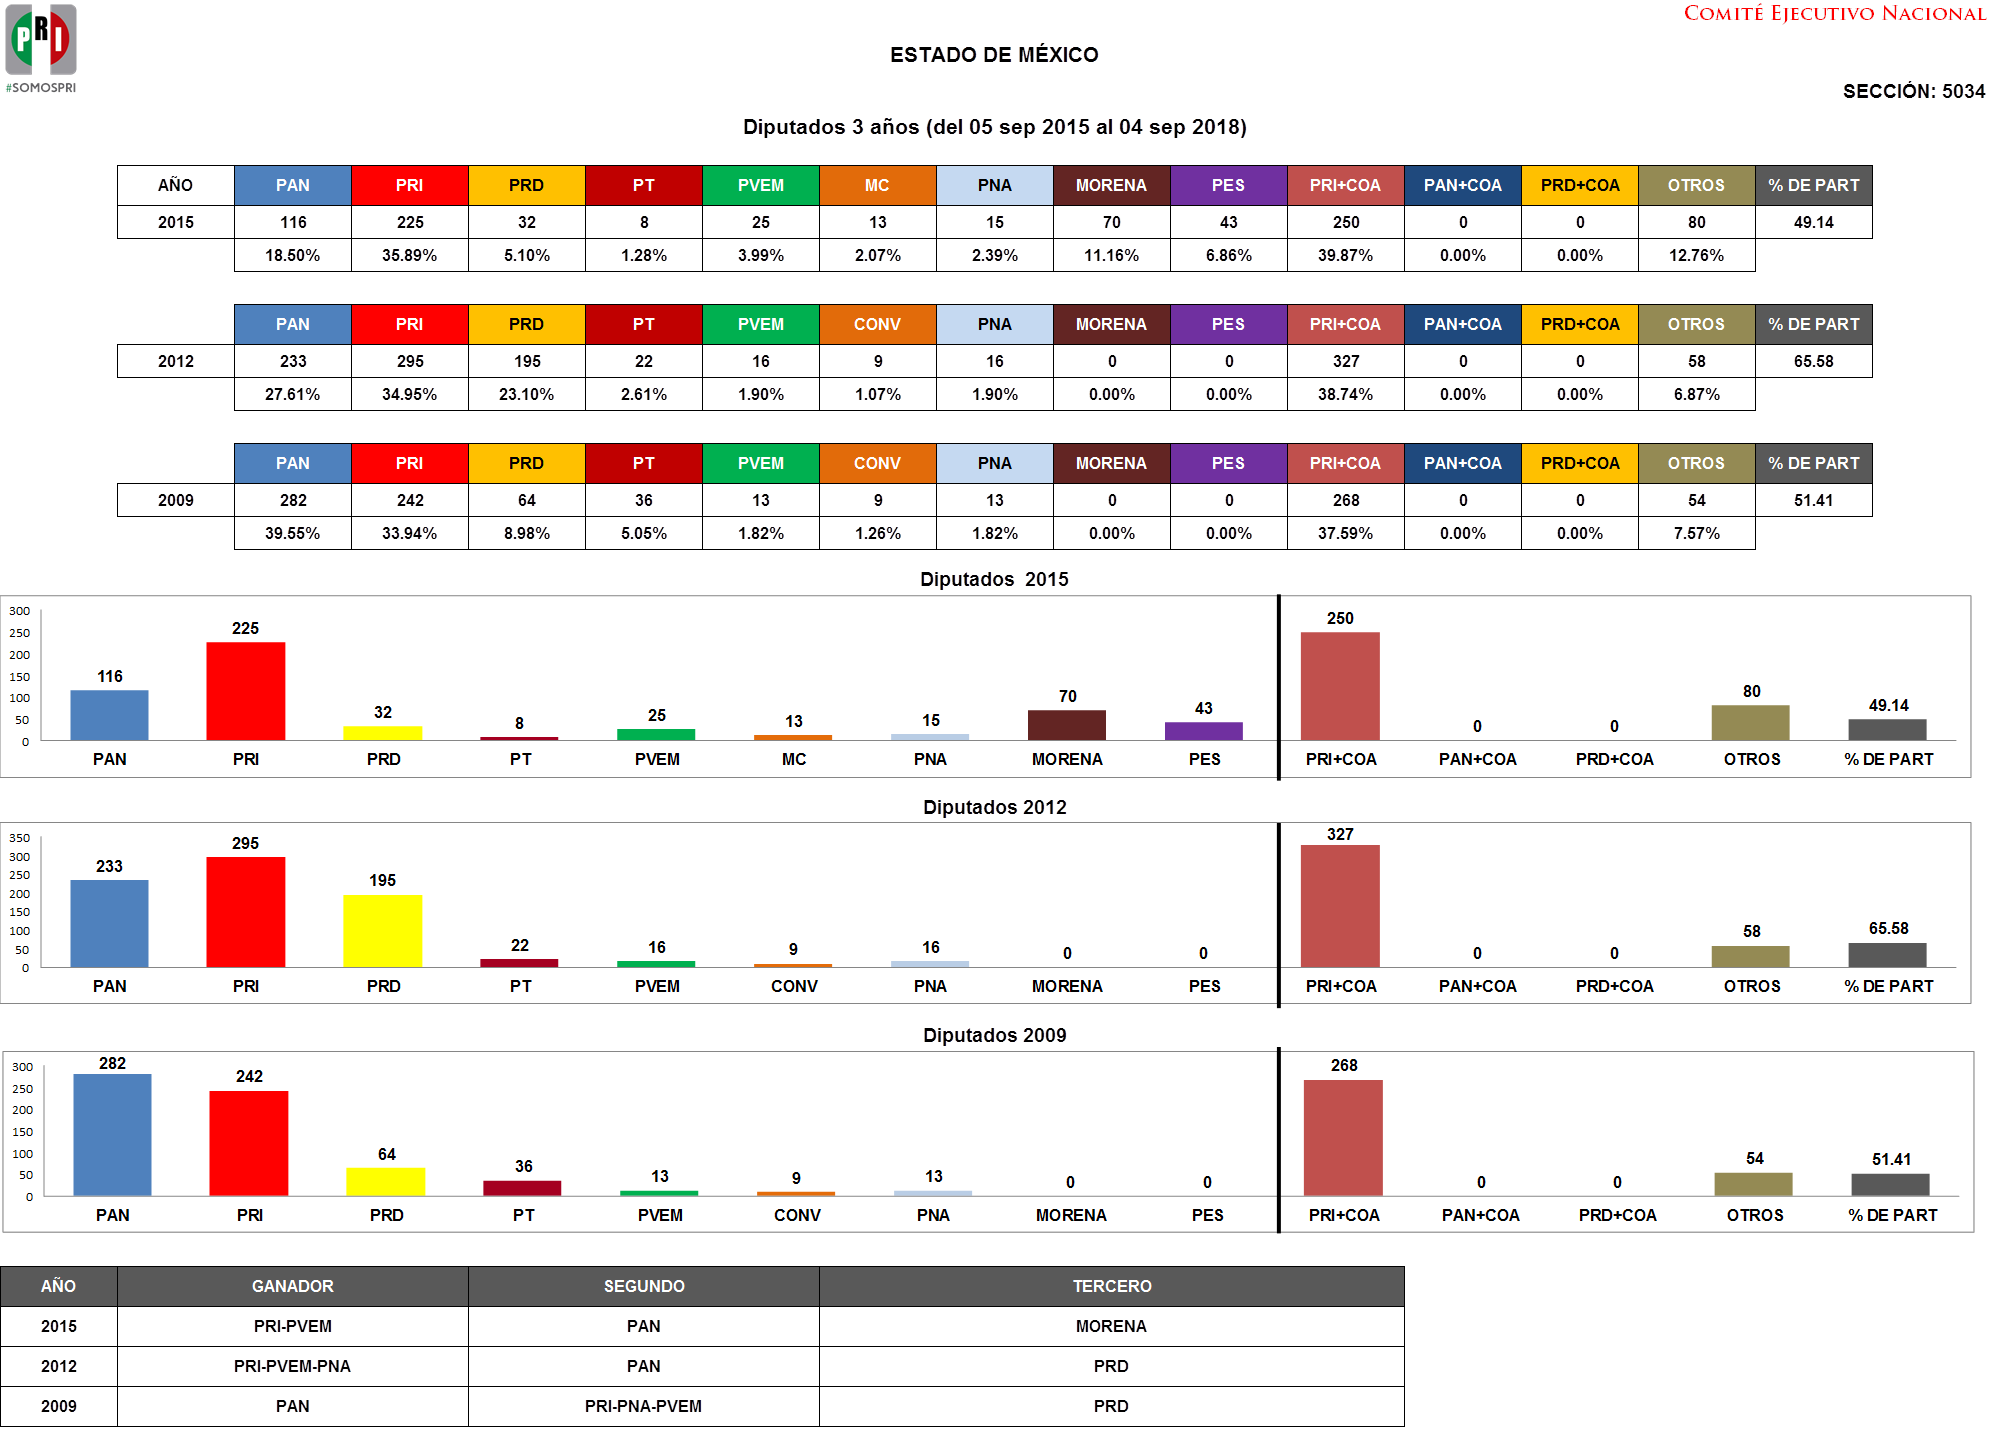 PRI
#SOMOSPRI
COMITÉ EJECUTIVO NACIONAL
ESTADO DE MÉXICO
SECCIÓN: 5034
Diputados 3 años (del 05 sep 2015 al 04 sep 2018)
AÑO PAN PRI PRD PT PVEM MC PNA MORENA PES PRI+COA PAN+COA PRD+COA OTROS % DE PART
2015 116 225 32 8 25 13 15 70 43 250 0 0 80 49.14
18.50% 35.89% 5.10% 1.28% 3.99% 2.07% 2.39% 11.16% 6.86% 39.87% 0.00% 0.00% 12.76%
PAN PRI PRD PT PVEM CONV PNA MORENA PES PRI+COA PAN+COA PRD+COA OTROS % DE PART
2012 233 295 195 22 16 9 16 0 0 327 0 0 58 65.58
27.61% 34.95% 23.10% 2.61% 1.90% 1.07% 1.90% 0.00% 0.00% 38.74% 0.00% 0.00% 6.87%
PAN PRI PRD PT PVEM CONV PNA MORENA PES PRI+COA PAN+COA PRD+COA OTROS % DE PART
2009 282 242 64 36 13 9 13 0 0 268 0 0 54 51.41
39.55% 33.94% 8.98% 5.05% 1.82% 1.26% 1.82% 0.00% 0.00% 37.59% 0.00% 0.00% 7.57%
Diputados 2015
300
250
200
150
100
50
0
116 225 32 8 25 13 15 70 43 250 0 0 80 49.14
PAN PRI PRD PT PVEM MC PNA MORENA PES PRI+COA PAN+COA PRD+COA OTROS % DE PART
Diputados 2012
350
300
250
200
150
100
50
0
233 295 195 22 16 9 16 0 0 327 0 0 58 65.58
PAN PRI PRD PT PVEM CONV PNA MORENA PES PRI+COA PAN+COA PRD+COA OTROS % DE PART
Diputados 2009
300
250
200
150
100
50
0
282 242 64 36 13 9 13 0 0 268 0 0 54 51.41
PAN PRI PRD PT PVEM CONV PNA MORENA PES PRI+COA PAN+COA PRD+COA OTROS % DE PART
AÑO GANADOR SEGUNDO TERCERO
2015 PRI-PVEM PAN MORENA
2012 PRI-PVEM-PNA PAN PRD
2009 PAN PRI-PNA-PVEM PRD